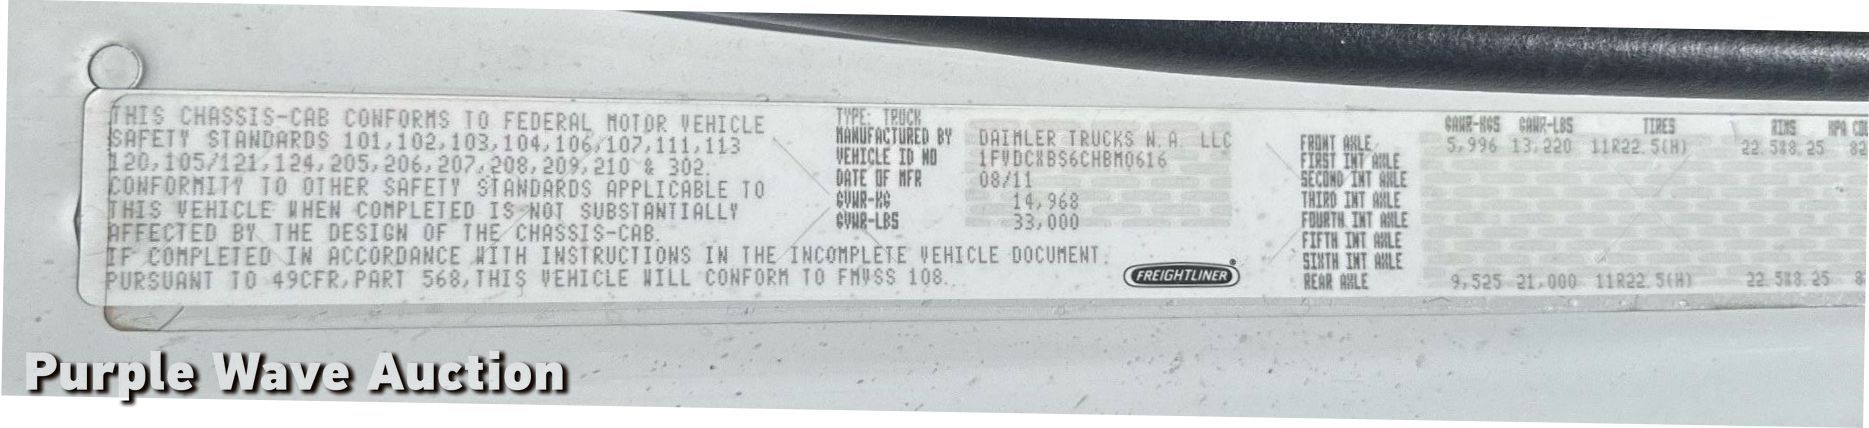 THIS CHASSIS-CAB CONFORMS TO FEDERAL MOTOR VEHICLE
SAFETY STANDARDS 101,102,103,104,106/107,111,113
120,105/121,124,205,206,207,208,209,210 & 302.
CONFORMITY TO OTHER SAFETY STANDARDS APPLICABLE TO
THIS VEHICLE WHEN COMPLETED IS NOT SUBSTANTIALLY
AFFECTED BY THE DESIGN OF THE CHASSIS-CAB.
IF COMPLETED IN ACCORDANCE WITH INSTRUCTIONS IN THE INCOMPLETE VEHICLE DOCUMENT.
PURSUANT TO 49CFR,PART 568,THIS VEHICLE WILL CONFORM TO FMVSS 108.
TYPE: TRUCK
MANUFACTURED BY DAIMLER TRUCKS N.A. LLC
VEHICLE ID NO 1FVDCXBS6CHBM0616
DATE OF MFR 08/11
GVWR-KG 14,968
GVWR-LBS 33,000
FREIGHTLINER
GAWR-KGS GAWR-LBS TIRES RIMS KPA
FRONT AXLE 5,996 13,220 11R22.5(H) 22.5X8.25 82
FIRST INT AXLE
SECOND INT AXLE
THIRD INT AXLE
FOURTH INT AXLE
FIFTH INT AXLE
SIXTH INT AXLE
REAR AXLE 9,525 21,000 11R22.5(H) 22.5X8.25 8
Purple Wave Auction